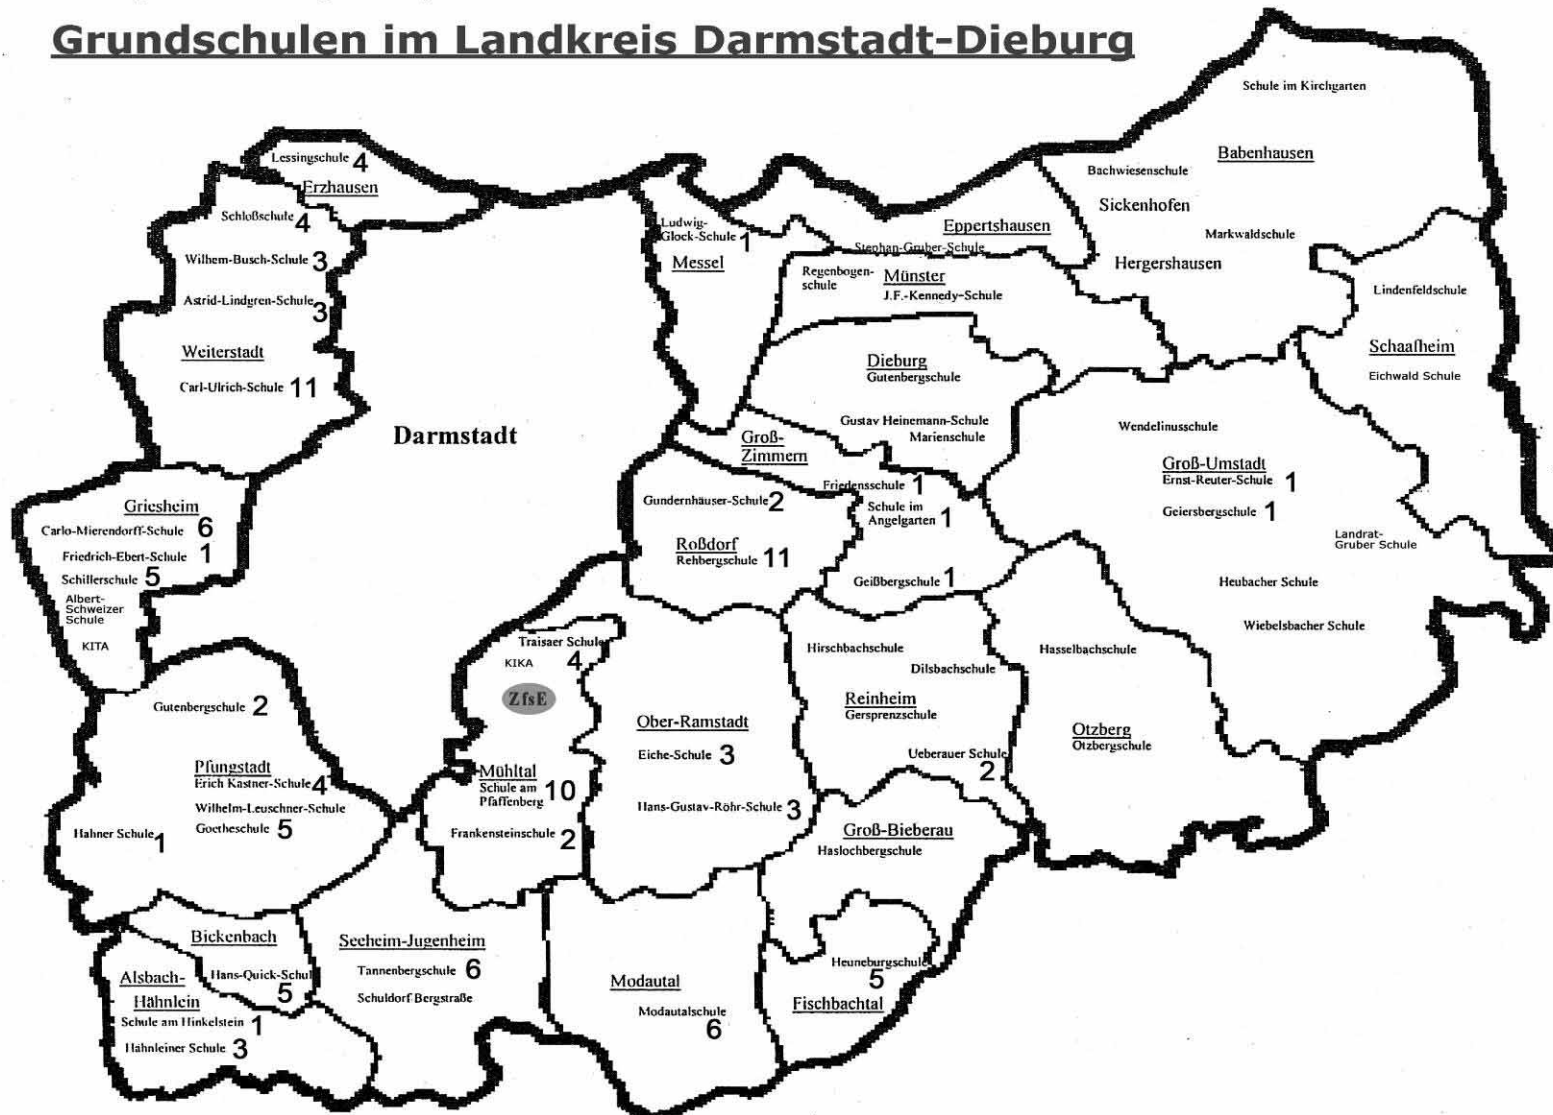 Grundschulen im Landkreis Darmstadt-Dieburg
Schule im Kirchgarten
Babenhausen
Bachwiesenschule
Sickenhofen
Markwaldschule
Hergershausen
Lessingschule 4
Erzhausen
Schloßschule 4
Wilhem-Busch-Schule 3
Astrid-Lindgren-Schule 3
Weiterstadt
Carl-Ulrich-Schule 11
Darmstadt
Ludwig-
Glock-Schule 1
Messel
Eppertshausen
Stephan-Gruber-Schule
Regenbogen-
schule
Münster
J.F.-Kennedy-Schule
Lindenfeldschule
Schaafheim
Eichwald Schule
Dieburg
Gutenbergschule
Gustav Heinemann-Schule
Marienschule
Groß-
Zimmern
Friedensschule 1
Schule im
Angelgarten 1
Geißbergschule 1
Wendelinusschule
Groß-Umstadt
Ernst-Reuter-Schule 1
Geiersbergschule 1
Landrat-
Gruber Schule
Heubacher Schule
Wiebelsbacher Schule
Griesheim
Carlo-Mierendorff-Schule 6
Friedrich-Ebert-Schule 1
Schillerschule 5
Albert-
Schweizer
Schule
KITA
Gundernhäuser-Schule 2
Roßdorf
Rehbergschule 11
Traisaer Schule 4
KIKA
ZfsE
Mühltal
Schule am
Pfaffenberg 10
Frankensteinschule 2
Ober-Ramstadt
Eiche-Schule 3
Hans-Gustav-Röhr-Schule 3
Hirschbachschule
Dilsbachschule
Reinheim
Gersprenzschule
Ueberauer Schule 2
Hasselbachschule
Otzberg
Otzbergschule
Gutenbergschule 2
Pfungstadt
Erich Kastner-Schule 4
Wilhelm-Leuschner-Schule
Goetheschule 5
Hahner Schule 1
Groß-Bieberau
Haslochbergschule
Bickenbach
Hans-Quick-Schul 5
Alsbach-
Hähnlein
Schule am Hinkelstein 1
Hahnleiner Schule 3
Seeheim-Jugenheim
Tannenbergschule 6
Schuldorf Bergstraße
Modautal
Modautalschule 6
Heuneburgschule 5
Fischbachtal